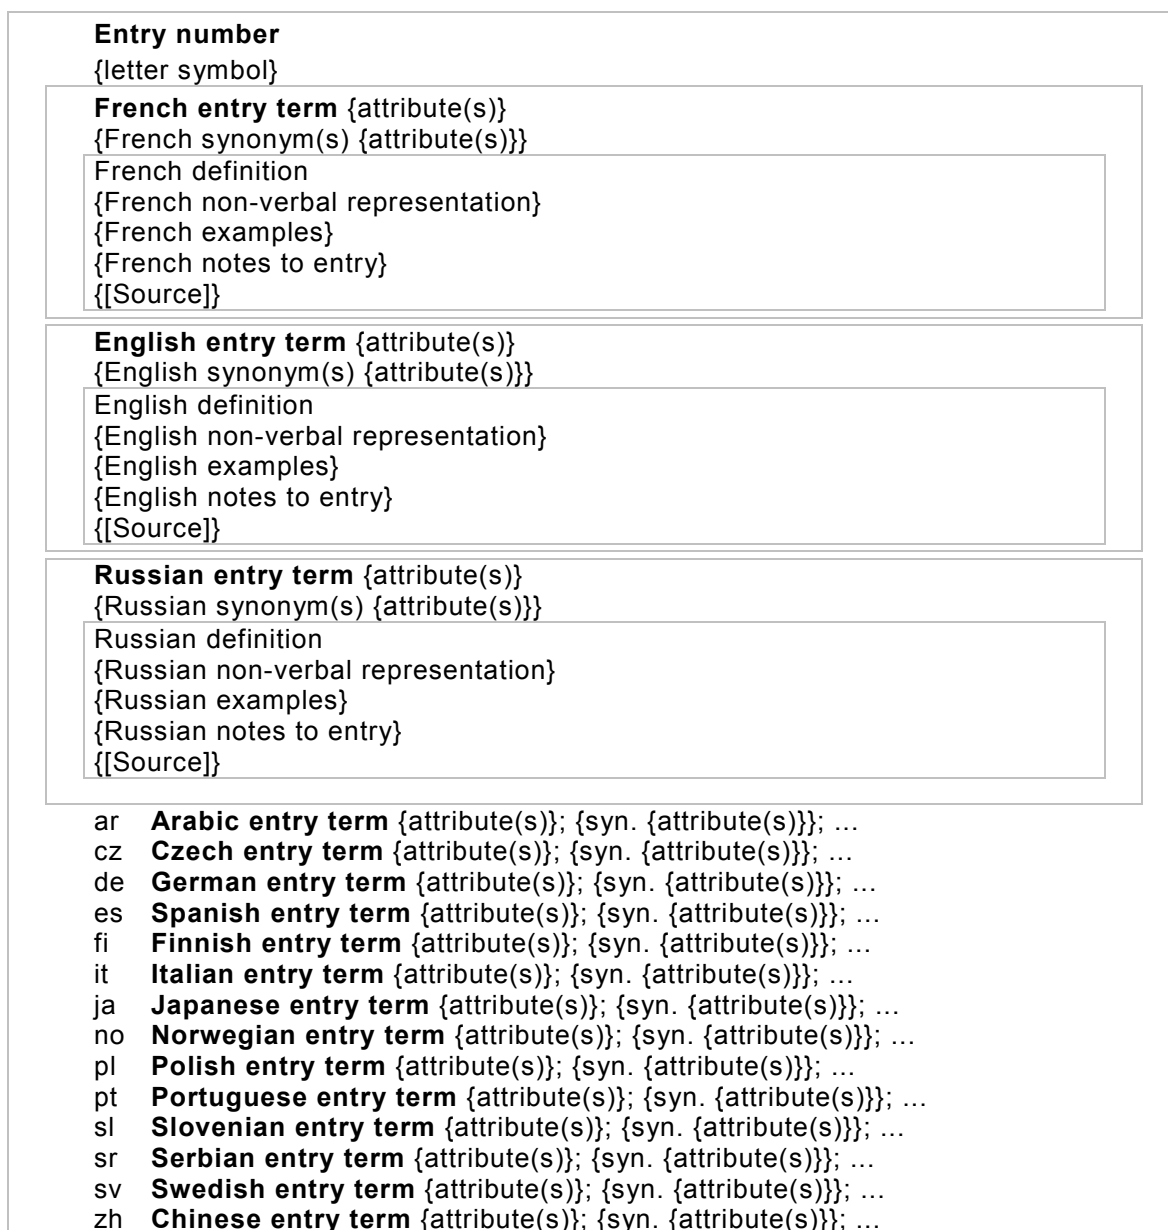 Entry number
{letter symbol}
French entry term {attribute(s)}
{French synonym(s) {attribute(s)}}
French definition
{French non-verbal representation}
{French examples}
{French notes to entry}
{[Source]}
English entry term {attribute(s)}
{English synonym(s) {attribute(s)}}
English definition
{English non-verbal representation}
{English examples}
{English notes to entry}
{[Source]}
Russian entry term {attribute(s)}
{Russian synonym(s) {attribute(s)}}
Russian definition
{Russian non-verbal representation}
{Russian examples}
{Russian notes to entry}
{[Source]}
ar Arabic entry term {attribute(s)}; {syn. {attribute(s)}}; ...
cz Czech entry term {attribute(s)}; {syn. {attribute(s)}}; ...
de German entry term {attribute(s)}; {syn. {attribute(s)}}; ...
es Spanish entry term {attribute(s)}; {syn. {attribute(s)}}; ...
fi Finnish entry term {attribute(s)}; {syn. {attribute(s)}}; ...
it Italian entry term {attribute(s)}; {syn. {attribute(s)}}; ...
ja Japanese entry term {attribute(s)}; {syn. {attribute(s)}}; ...
no Norwegian entry term {attribute(s)}; {syn. {attribute(s)}}; ...
pl Polish entry term {attribute(s)}; {syn. {attribute(s)}}; ...
pt Portuguese entry term {attribute(s)}; {syn. {attribute(s)}}; ...
sl Slovenian entry term {attribute(s)}; {syn. {attribute(s)}}; ...
sr Serbian entry term {attribute(s)}; {syn. {attribute(s)}}; ...
sv Swedish entry term {attribute(s)}; {syn. {attribute(s)}}; ...
zh Chinese entry term {attribute(s)}; {syn. {attribute(s)}}; ...